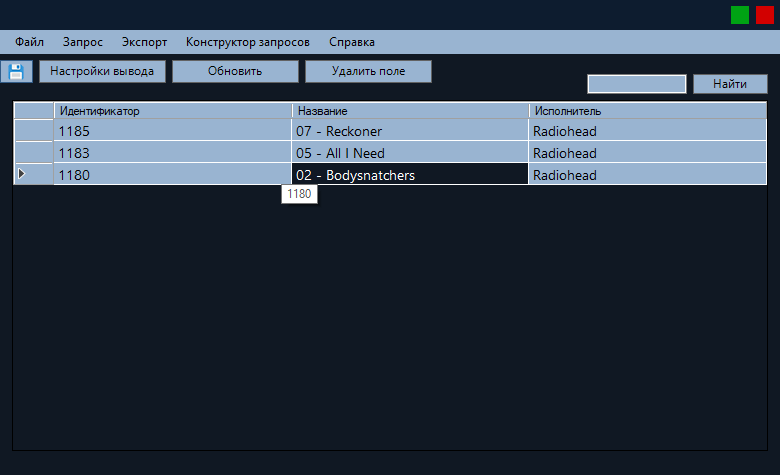 Файл Запрос Экспорт Конструктор запросов Справка
Настройки вывода Обновить Удалить поле
Найти
Идентификатор Название Исполнитель
1185 07 - Reckoner Radiohead
1183 05 - All I Need Radiohead
1180 02 - Bodysnatchers Radiohead
1180